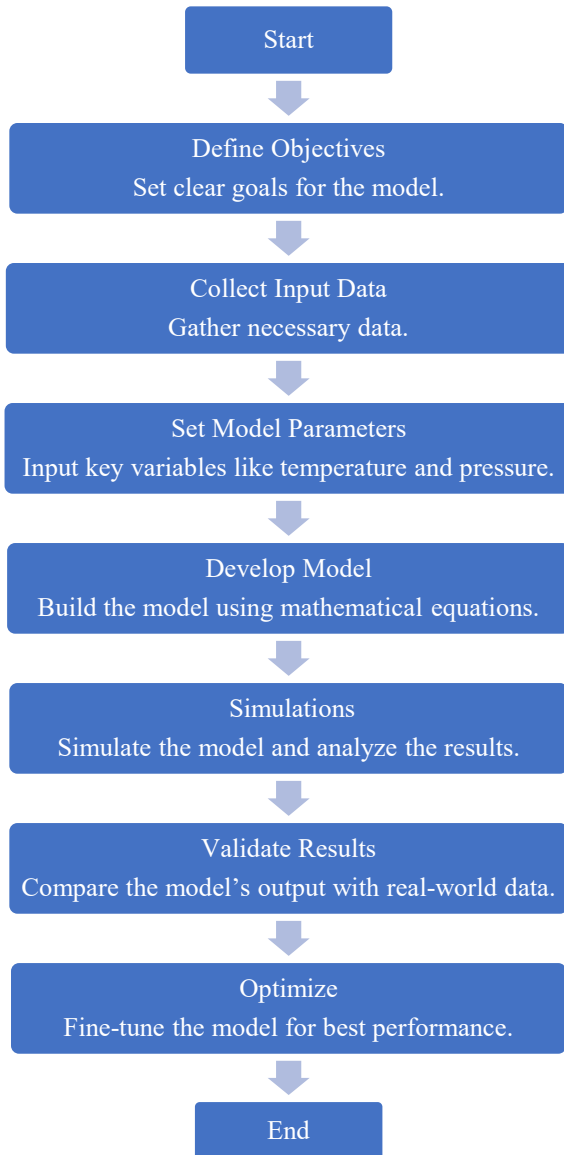 Start
Define Objectives
Set clear goals for the model.
Collect Input Data
Gather necessary data.
Set Model Parameters
Input key variables like temperature and pressure.
Develop Model
Build the model using mathematical equations.
Simulations
Simulate the model and analyze the results.
Validate Results
Compare the model’s output with real-world data.
Optimize
Fine-tune the model for best performance.
End